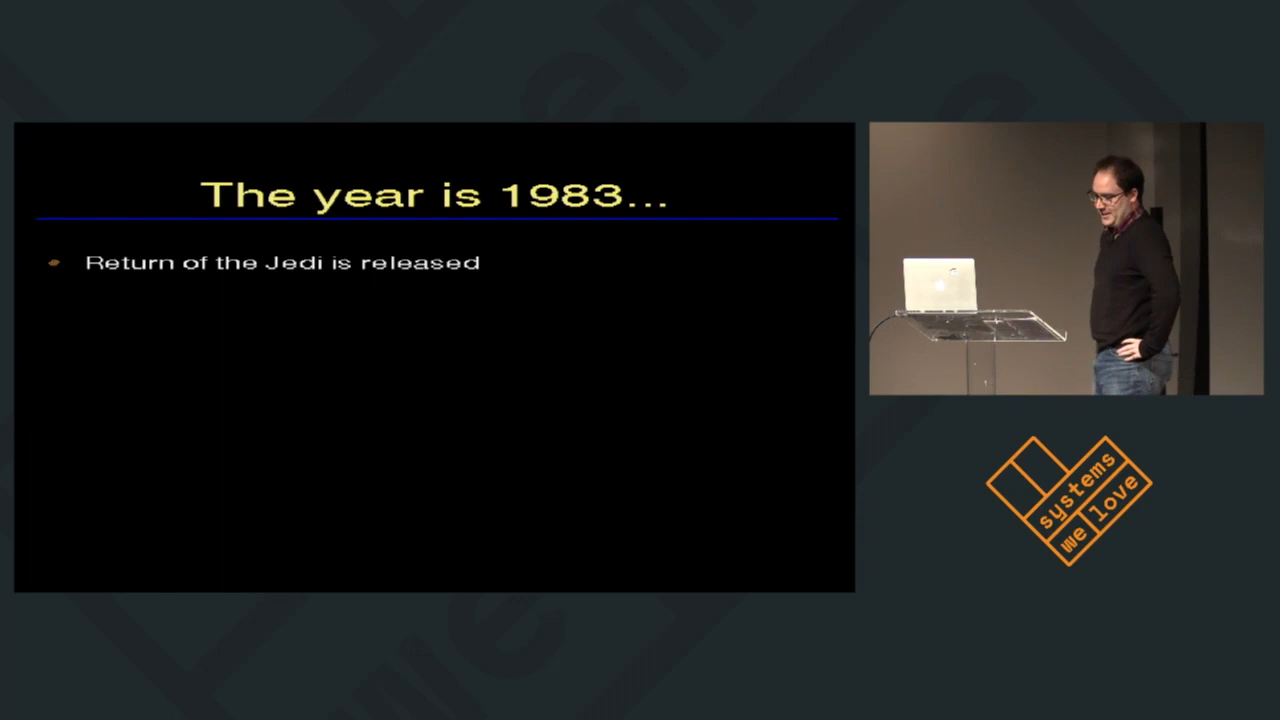 The year is 1983...
Return of the Jedi is released
systems
we love